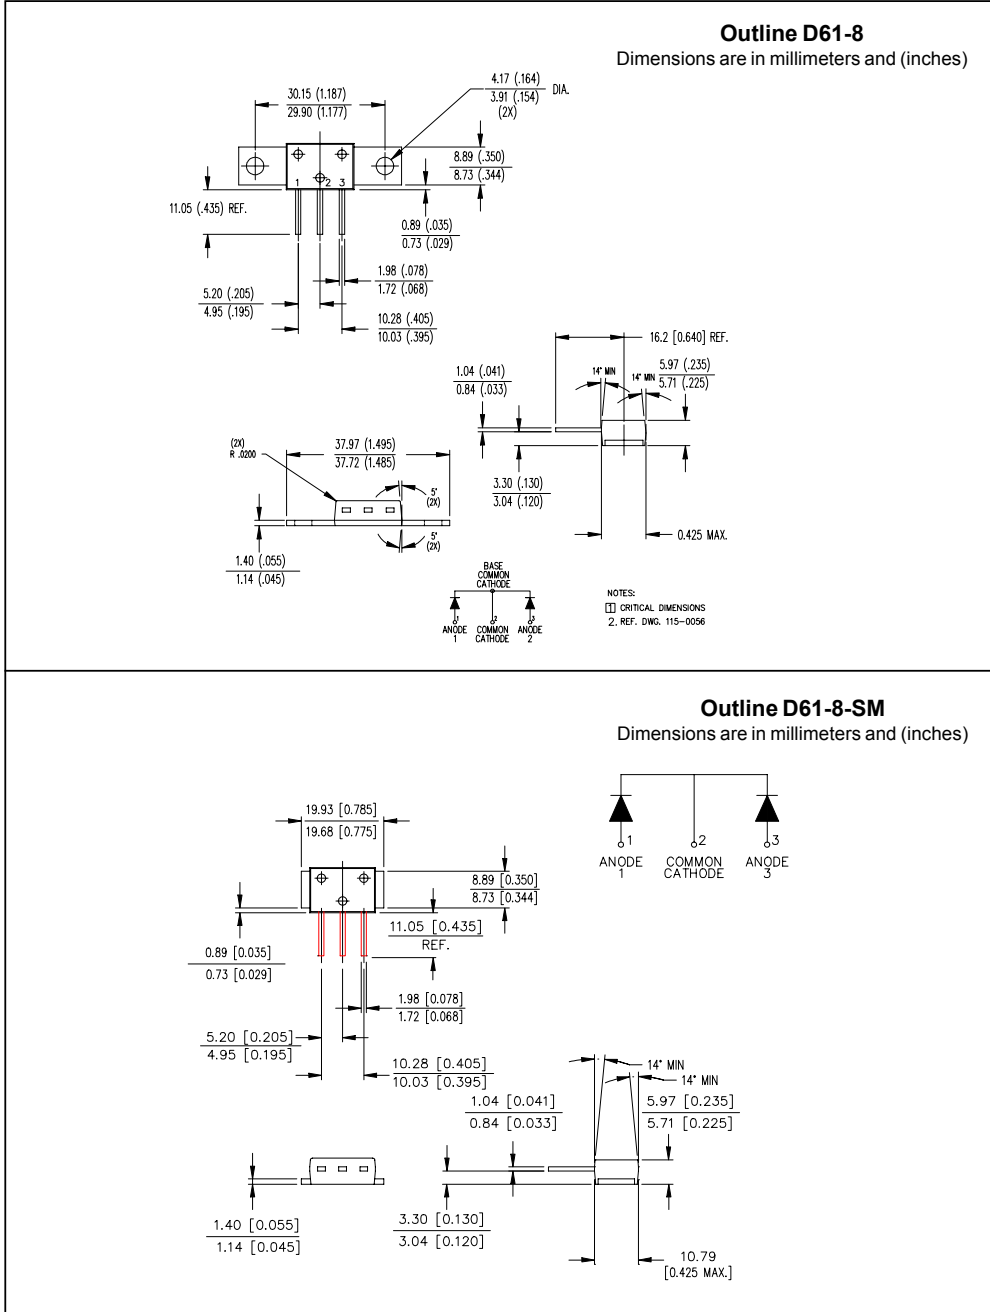 Outline D61-8
Dimensions are in millimeters and (inches)
30.15 (1.187)
29.90 (1.177)
4.17 (.164)
3.91 (.154)
DIA.
(2X)
8.89 (.350)
8.73 (.344)
1
2
3
11.05 (.435) REF.
0.89 (.035)
0.73 (.029)
1.98 (.078)
1.72 (.068)
5.20 (.205)
4.95 (.195)
10.28 (.405)
10.03 (.395)
16.2 [0.640] REF.
1.04 (.041)
0.84 (.033)
14° MIN
14° MIN
5.97 (.235)
5.71 (.225)
(2X)
R .0200
37.97 (1.495)
37.72 (1.485)
5°
(2X)
3.30 (.130)
3.04 (.120)
5°
(2X)
0.425 MAX.
1.40 (.055)
1.14 (.045)
BASE
COMMON
CATHODE
1
2
3
ANODE
1
COMMON
CATHODE
ANODE
2
NOTES:
1 CRITICAL DIMENSIONS
2. REF. DWG. 115-0056
Outline D61-8-SM
Dimensions are in millimeters and (inches)
1
2
3
ANODE
1
COMMON
CATHODE
ANODE
3
19.93 [0.785]
19.68 [0.775]
8.89 [0.350]
8.73 [0.344]
11.05 [0.435]
REF.
0.89 [0.035]
0.73 [0.029]
1.98 [0.078]
1.72 [0.068]
5.20 [0.205]
4.95 [0.195]
10.28 [0.405]
10.03 [0.395]
14° MIN
14° MIN
1.04 [0.041]
0.84 [0.033]
5.97 [0.235]
5.71 [0.225]
1.40 [0.055]
1.14 [0.045]
3.30 [0.130]
3.04 [0.120]
10.79
[0.425 MAX.]